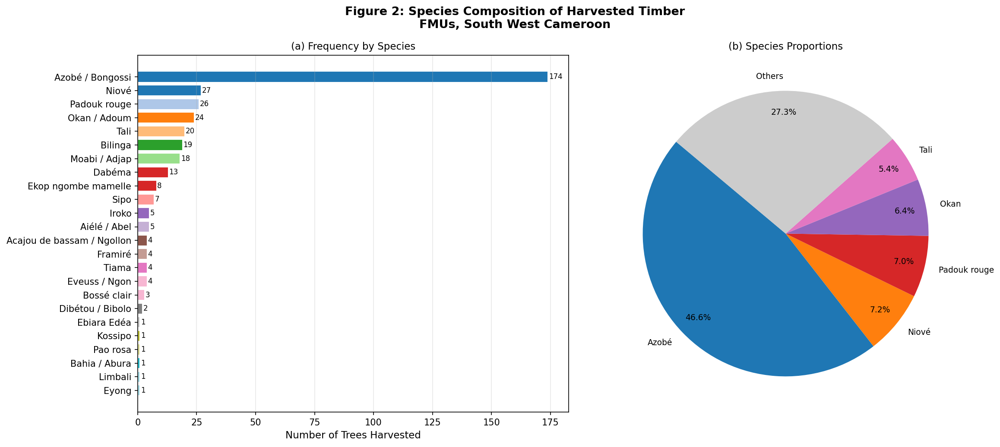 Figure 2: Species Composition of Harvested Timber
FMUs, South West Cameroon
(a) Frequency by Species
Azobé / Bongossi 174
Niové 27
Padouk rouge 26
Okan / Adoum 24
Tali 20
Bilinga 19
Moabi / Adjap 18
Dabéma 13
Ekop ngombe mamelle 8
Sipo 7
Iroko 5
Aiélé / Abel 5
Acajou de bassam / Ngollon 4
Framiré 4
Tiama 4
Eveuss / Ngon 4
Bossé clair 3
Dibétou / Bibolo 2
Ebiara Edéa 1
Kossipo 1
Pao rosa 1
Bahia / Abura 1
Limbali 1
Eyong 1
0 25 50 75 100 125 150 175
Number of Trees Harvested
(b) Species Proportions
Others
27.3%
Tali
5.4%
Okan
6.4%
Padouk rouge
7.0%
Niové
7.2%
Azobé
46.6%